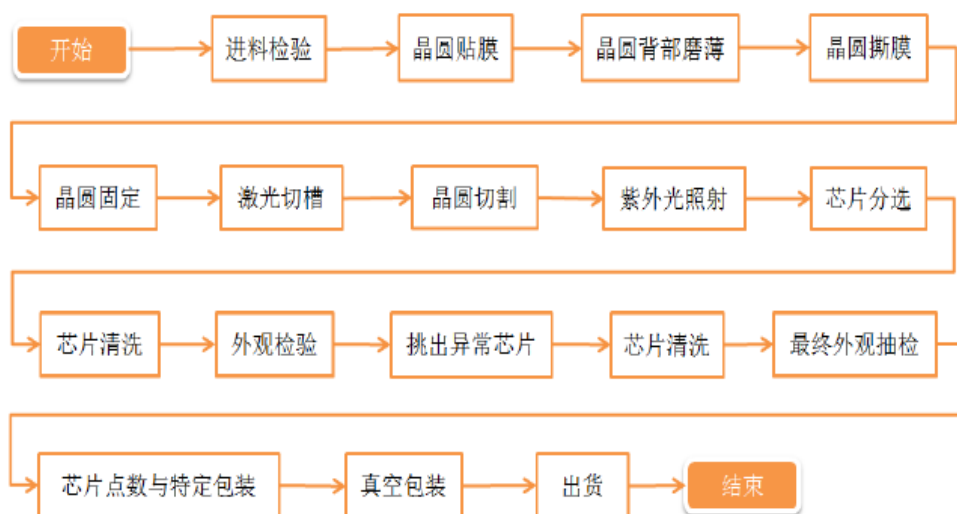 开始
进料检验
晶圆贴膜
晶圆背部磨薄
晶圆撕膜
晶圆固定
激光切槽
晶圆切割
紫外光照射
芯片分选
芯片清洗
外观检验
挑出异常芯片
芯片清洗
最终外观抽检
芯片点数与特定包装
真空包装
出货
结束